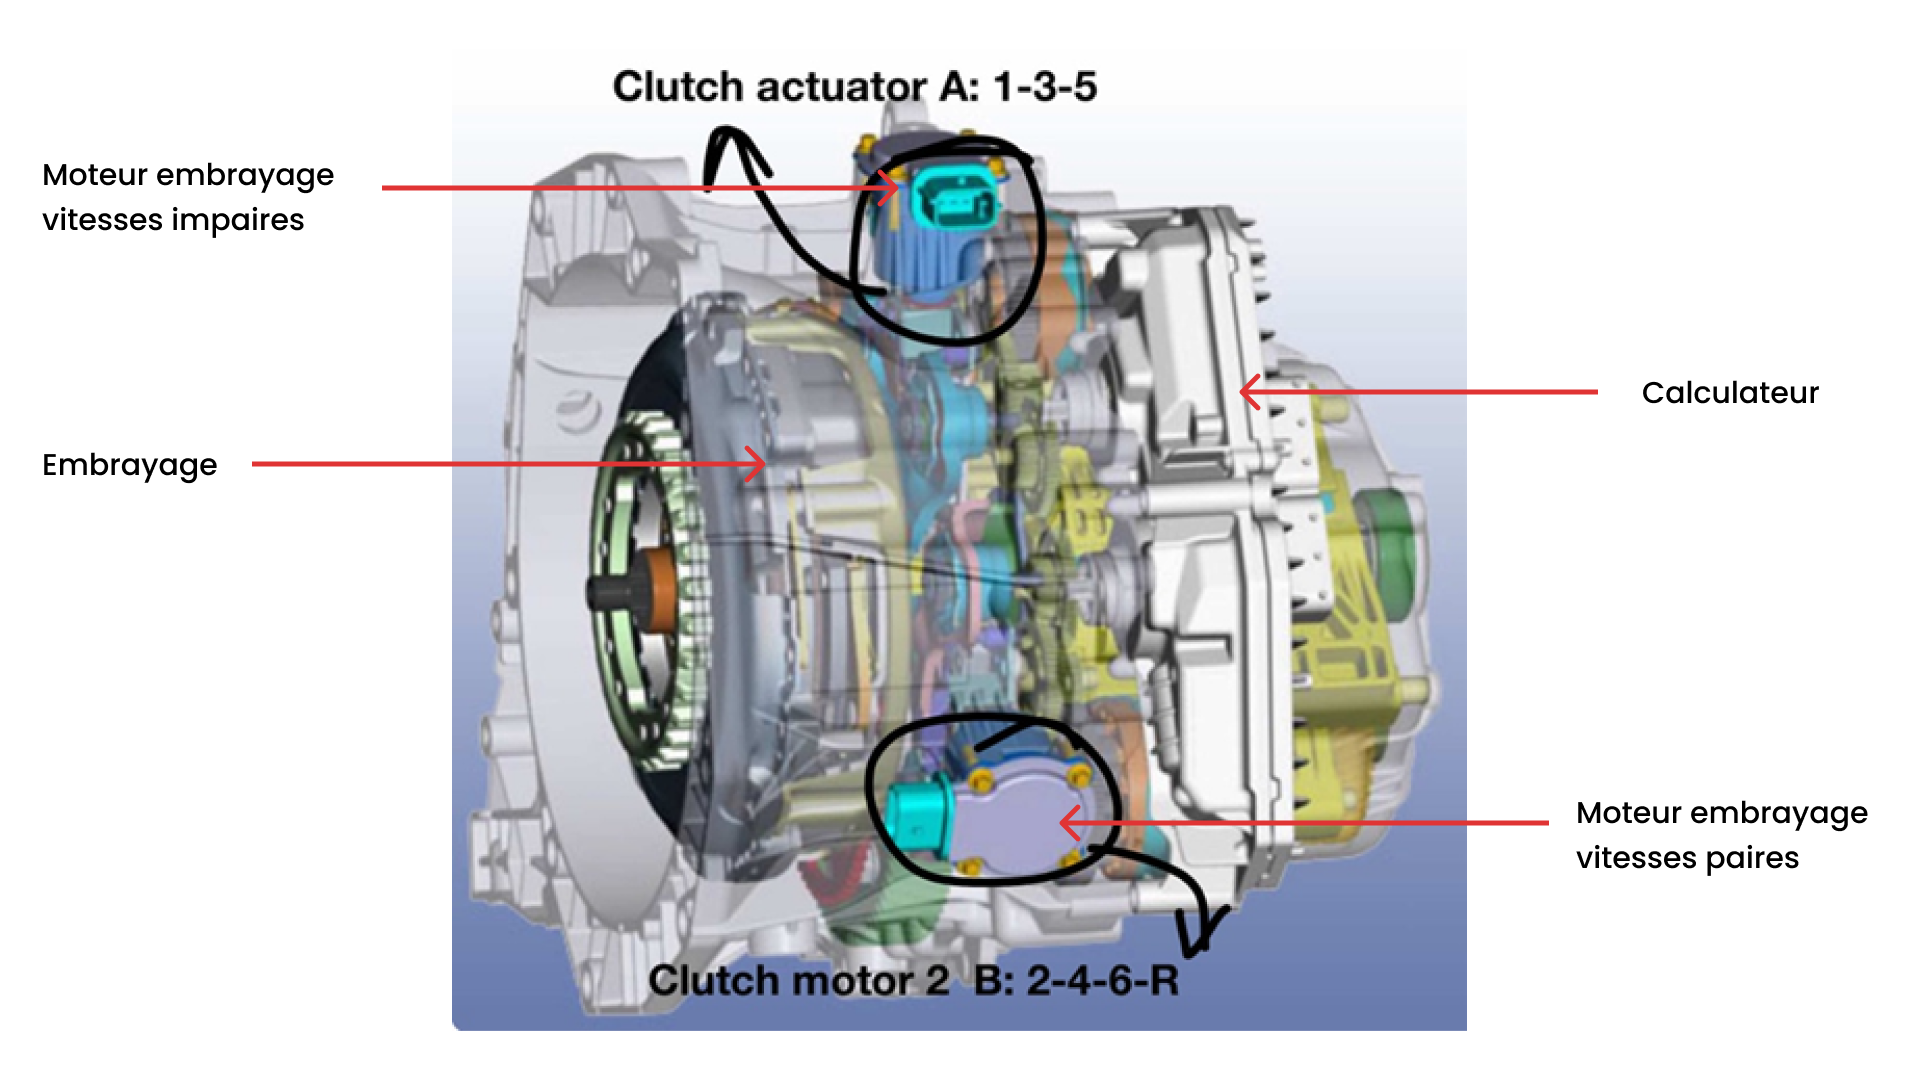 Clutch actuator A: 1-3-5
Moteur embrayage
vitesses impaires
Calculateur
Embrayage
Moteur embrayage
vitesses paires
Clutch motor 2 B: 2-4-6-R